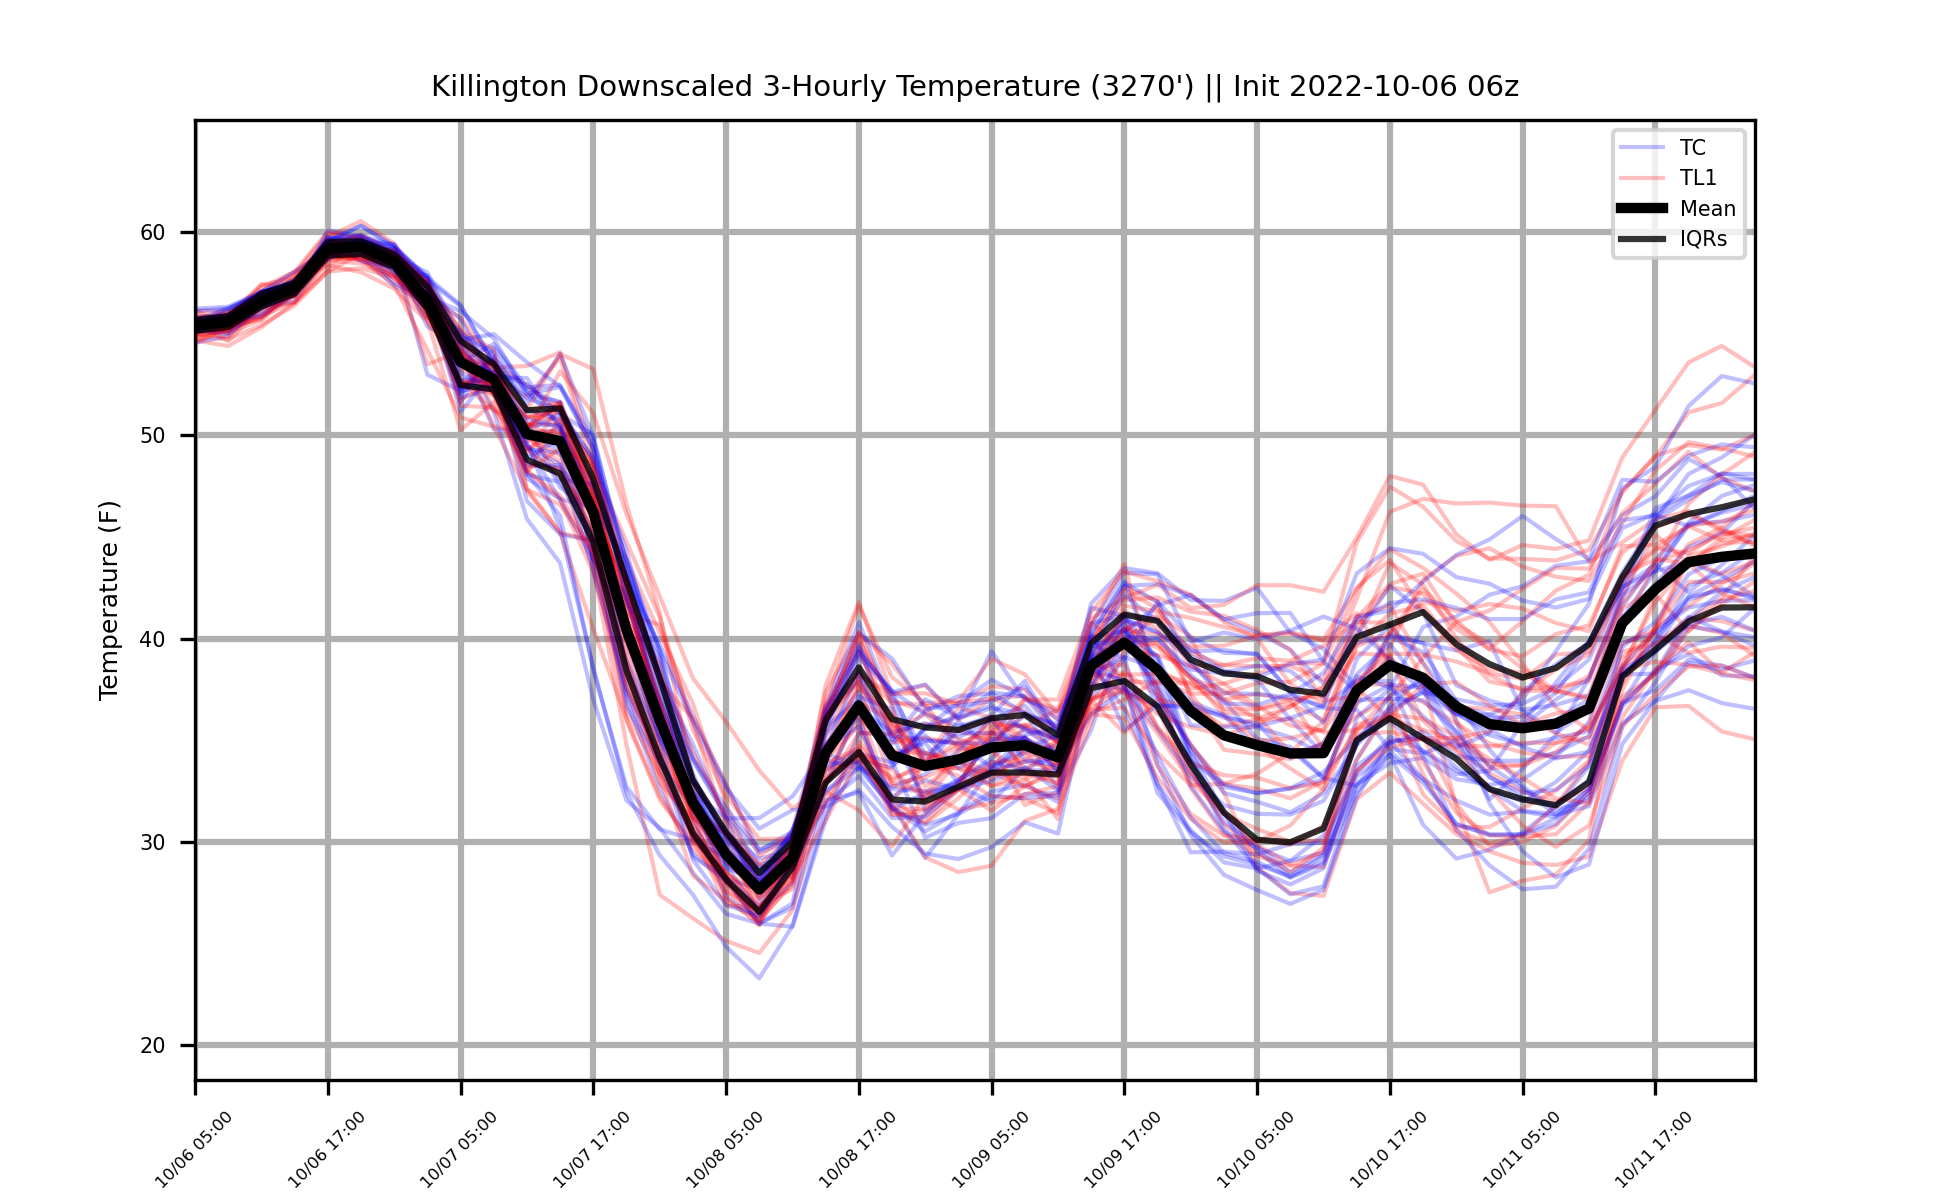 Killington Downscaled 3-Hourly Temperature (3270') || Init 2022-10-06 06z
TC
TL1
Mean
IQRs
Temperature (F)
60
50
40
30
20
10/06 05:00
10/06 17:00
10/07 05:00
10/07 17:00
10/08 05:00
10/08 17:00
10/09 05:00
10/09 17:00
10/10 05:00
10/10 17:00
10/11 05:00
10/11 17:00